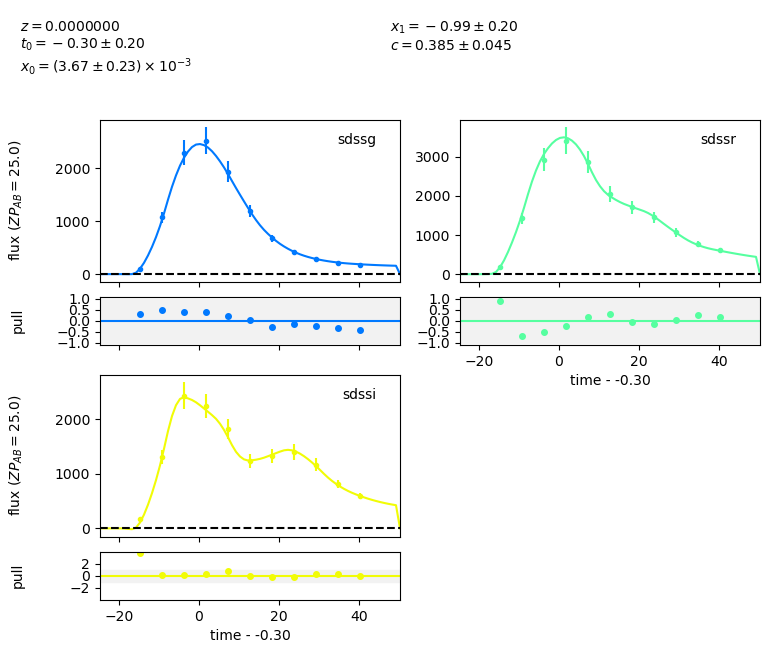 z = 0.0000000
t₀ = −0.30 ± 0.20
x₀ = (3.67 ± 0.23) × 10⁻³
x₁ = −0.99 ± 0.20
c = 0.385 ± 0.045
flux (ZP_AB = 25.0)
2000
1000
0
sdssg
3000
2000
1000
0
sdssr
pull
1.0
0.5
0.0
−0.5
−1.0
1.0
0.5
0.0
−0.5
−1.0
−20 0 20 40
time - -0.30
flux (ZP_AB = 25.0)
2000
1000
0
sdssi
pull
2
0
−2
−20 0 20 40
time - -0.30